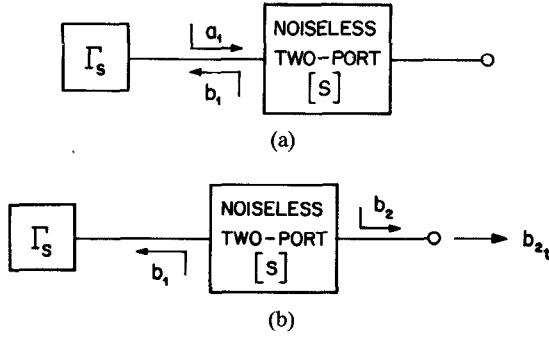 a₁
NOISELESS
Γₛ
TWO-PORT
b₁
[S]
(a)
NOISELESS
b₂
Γₛ
TWO-PORT
b₂ₜ
b₁
[S]
(b)